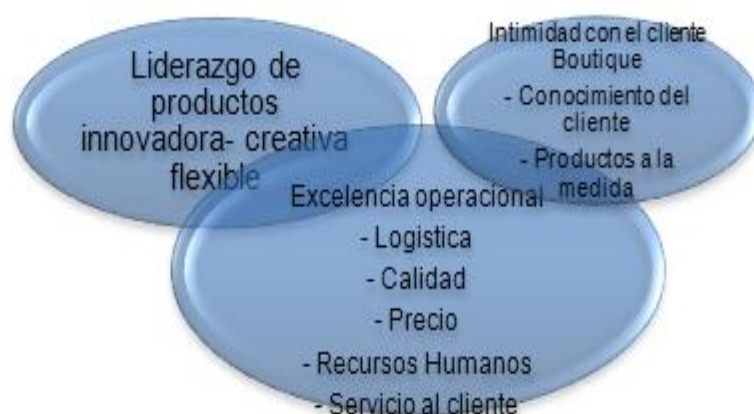 Liderazgo de
productos
innovadora- creativa
flexible
Intimidad con el cliente
Boutique
- Conocimiento del
cliente
- Productos a la
medida
Excelencia operacional
- Logistica
- Calidad
- Precio
- Recursos Humanos
- Servicio al cliente